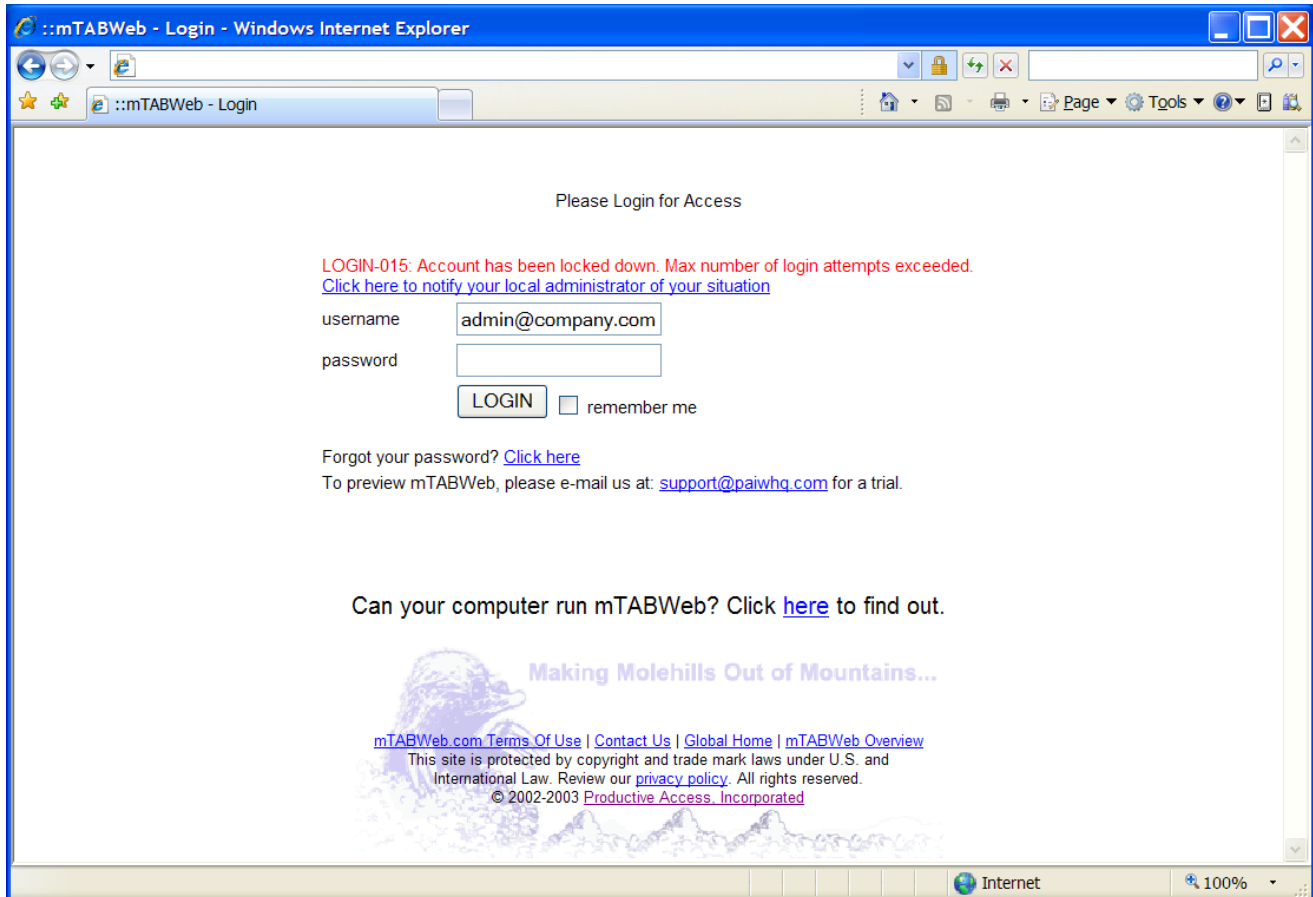 ::mTABWeb - Login - Windows Internet Explorer
::mTABWeb - Login
Page
Tools
Please Login for Access
LOGIN-015: Account has been locked down. Max number of login attempts exceeded.
Click here to notify your local administrator of your situation
username admin@company.com
password
LOGIN remember me
Forgot your password? Click here
To preview mTABWeb, please e-mail us at: support@paiwhq.com for a trial.
Can your computer run mTABWeb? Click here to find out.
Making Molehills Out of Mountains...
mTABWeb.com Terms Of Use | Contact Us | Global Home | mTABWeb Overview
This site is protected by copyright and trade mark laws under U.S. and
International Law. Review our privacy policy. All rights reserved.
© 2002-2003 Productive Access, Incorporated
Internet 100%